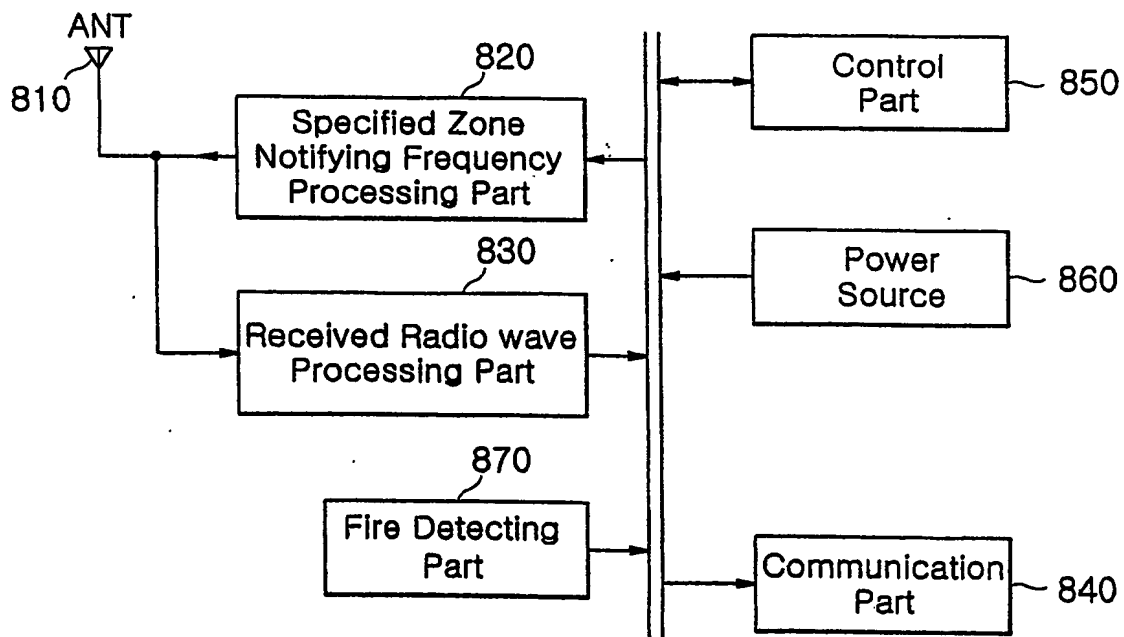 ANT
810
820
Specified Zone
Notifying Frequency
Processing Part
830
Received Radio wave
Processing Part
870
Fire Detecting
Part
Control
Part
850
Power
Source
860
Communication
Part
840